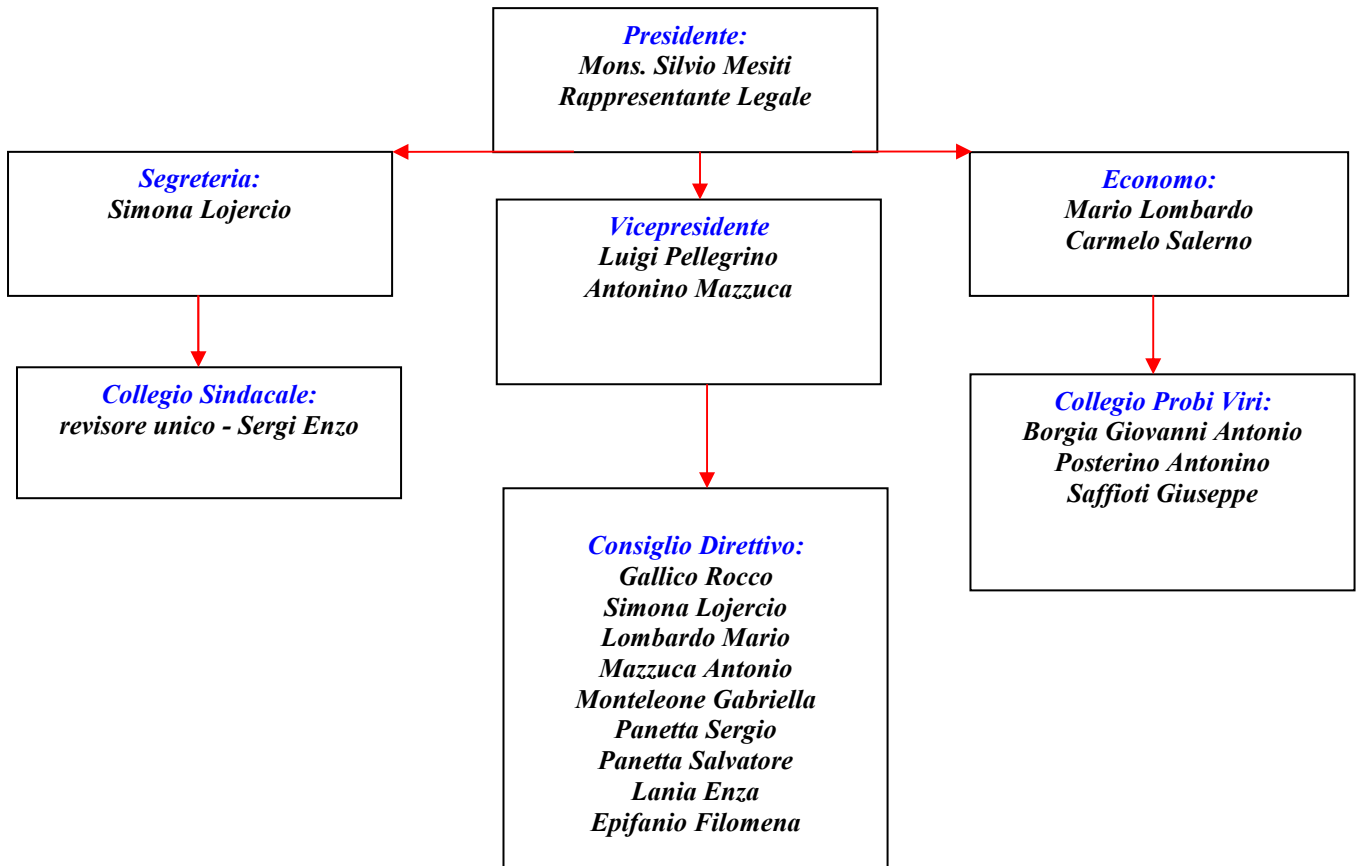 Presidente:
Mons. Silvio Mesiti
Rappresentante Legale
Segreteria:
Simona Lojercio
Vicepresidente
Luigi Pellegrino
Antonino Mazzuca
Economo:
Mario Lombardo
Carmelo Salerno
Collegio Sindacale:
revisore unico - Sergi Enzo
Collegio Probi Viri:
Borgia Giovanni Antonio
Posterino Antonino
Saffioti Giuseppe
Consiglio Direttivo:
Gallico Rocco
Simona Lojercio
Lombardo Mario
Mazzuca Antonio
Monteleone Gabriella
Panetta Sergio
Panetta Salvatore
Lania Enza
Epifanio Filomena